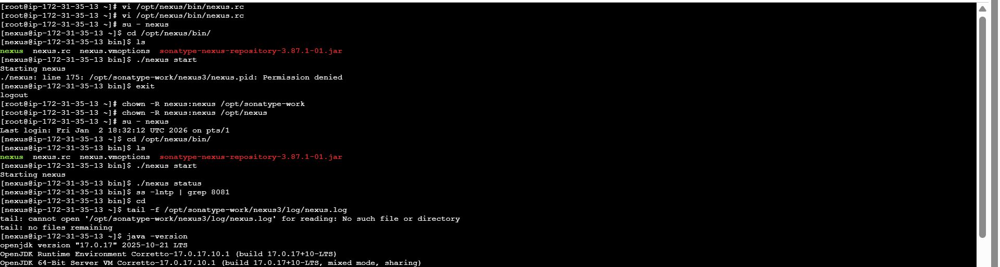 [root@ip-172-31-35-13 ~]# vi /opt/nexus/bin/nexus.rc
[root@ip-172-31-35-13 ~]# vi /opt/nexus/bin/nexus.rc
[root@ip-172-31-35-13 ~]# su - nexus
[nexus@ip-172-31-35-13 ~]$ cd /opt/nexus/bin/
[nexus@ip-172-31-35-13 bin]$ ls
nexus  nexus.rc  nexus.vmoptions  sonatype-nexus-repository-3.87.1-01.jar
[nexus@ip-172-31-35-13 bin]$ ./nexus start
Starting nexus
./nexus: line 175: /opt/sonatype-work/nexus3/nexus.pid: Permission denied
[nexus@ip-172-31-35-13 bin]$ exit
logout
[root@ip-172-31-35-13 ~]# chown -R nexus:nexus /opt/sonatype-work
[root@ip-172-31-35-13 ~]# chown -R nexus:nexus /opt/nexus
[root@ip-172-31-35-13 ~]# su - nexus
Last login: Fri Jan  2 18:32:12 UTC 2026 on pts/1
[nexus@ip-172-31-35-13 ~]$ cd /opt/nexus/bin/
[nexus@ip-172-31-35-13 bin]$ ls
nexus  nexus.rc  nexus.vmoptions  sonatype-nexus-repository-3.87.1-01.jar
[nexus@ip-172-31-35-13 bin]$ ./nexus start
Starting nexus
[nexus@ip-172-31-35-13 bin]$ ./nexus status
[nexus@ip-172-31-35-13 bin]$ ss -lntp | grep 8081
[nexus@ip-172-31-35-13 bin]$ cd
[nexus@ip-172-31-35-13 ~]$ tail -f /opt/sonatype-work/nexus3/log/nexus.log
tail: cannot open '/opt/sonatype-work/nexus3/log/nexus.log' for reading: No such file or directory
tail: no files remaining
[nexus@ip-172-31-35-13 ~]$ java -version
openjdk version "17.0.17" 2025-10-21 LTS
OpenJDK Runtime Environment Corretto-17.0.17.10.1 (build 17.0.17+10-LTS)
OpenJDK 64-Bit Server VM Corretto-17.0.17.10.1 (build 17.0.17+10-LTS, mixed mode, sharing)